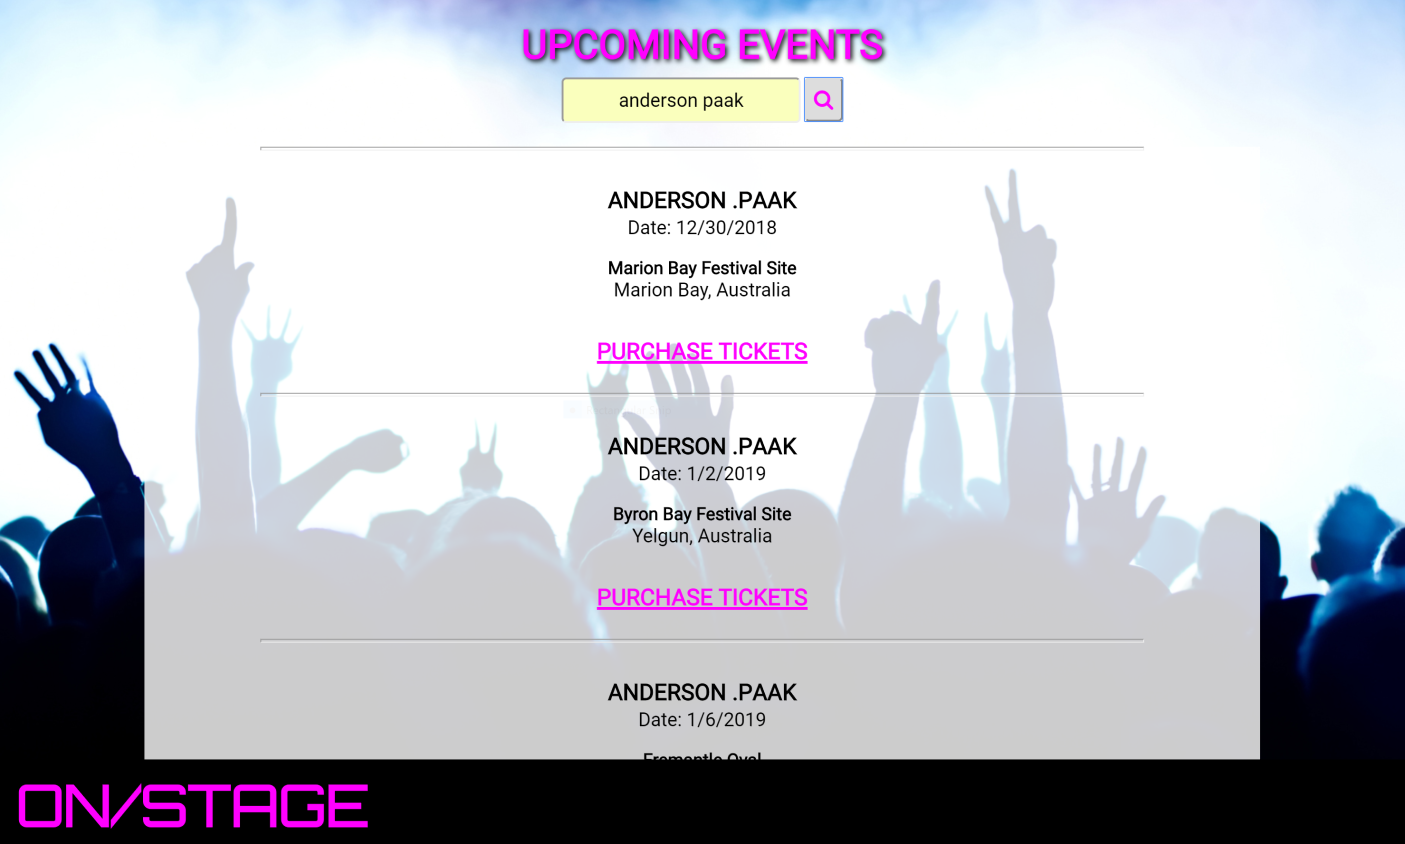 UPCOMING EVENTS
anderson paak
ANDERSON .PAAK
Date: 12/30/2018
Marion Bay Festival Site
Marion Bay, Australia
PURCHASE TICKETS
ANDERSON .PAAK
Date: 1/2/2019
Byron Bay Festival Site
Yelgun, Australia
PURCHASE TICKETS
ANDERSON .PAAK
Date: 1/6/2019
Fremantle Oval
ON/STAGE